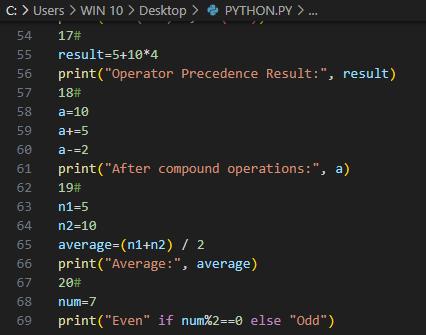 C: > Users > WIN 10 > Desktop > PYTHON.PY > ...
54 17#
55 result=5+10*4
56 print("Operator Precedence Result:", result)
57 18#
58 a=10
59 a+=5
60 a-=2
61 print("After compound operations:", a)
62 19#
63 n1=5
64 n2=10
65 average=(n1+n2) / 2
66 print("Average:", average)
67 20#
68 num=7
69 print("Even" if num%2==0 else "Odd")